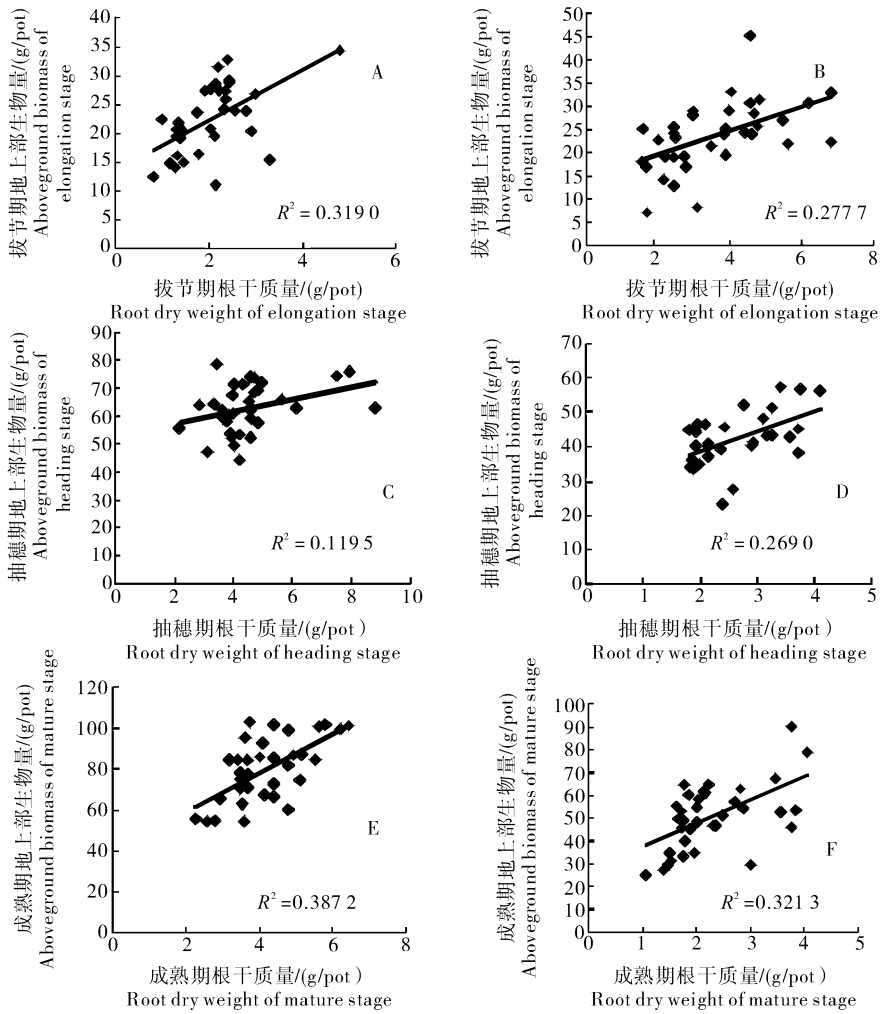 拔节期地上部生物量/(g/pot)
Aboveground biomass of
elongation stage
40
35
30
25
20
15
10
5
0
A
R² = 0.319 0
0 2 4 6
拔节期根干质量/(g/pot)
Root dry weight of elongation stage
拔节期地上部生物量/(g/pot)
Aboveground biomass of
elongation stage
50
45
40
35
30
25
20
15
10
5
0
B
R² = 0.277 7
0 2 4 6 8
拔节期根干质量/(g/pot)
Root dry weight of elongation stage
抽穗期地上部生物量/(g/pot)
Aboveground biomass of
heading stage
90
80
70
60
50
40
30
20
10
0
C
R² = 0.119 5
0 2 4 6 8 10
抽穗期根干质量/(g/pot)
Root dry weight of heading stage
抽穗期地上部生物量/(g/pot)
Aboveground biomass of
heading stage
70
60
50
40
30
20
10
0
D
R² = 0.269 0
0 1 2 3 4 5
抽穗期根干质量/(g/pot)
Root dry weight of heading stage
成熟期地上部生物量/(g/pot)
Aboveground biomass of mature stage
120
100
80
60
40
20
0
E
R² =0.387 2
0 2 4 6 8
成熟期根干质量/(g/pot)
Root dry weight of mature stage
成熟期地上部生物量/(g/pot)
Aboveground biomass of mature stage
100
90
80
70
60
50
40
30
20
10
0
F
R² =0.321 3
0 1 2 3 4 5
成熟期根干质量/(g/pot)
Root dry weight of mature stage